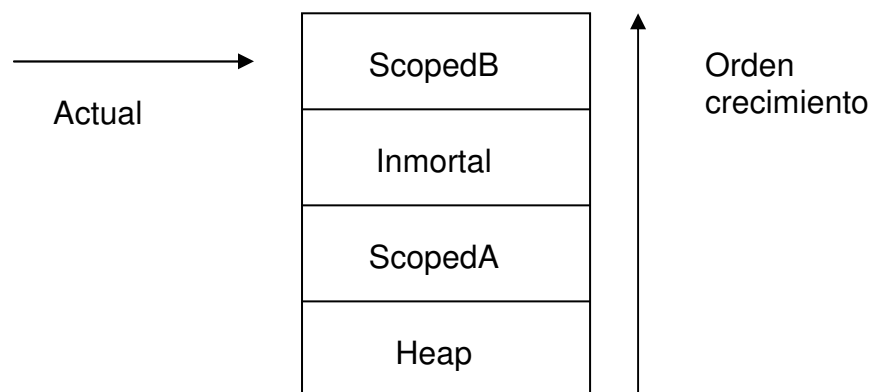 ScopedB
Orden
crecimiento
Actual
Inmortal
ScopedA
Heap